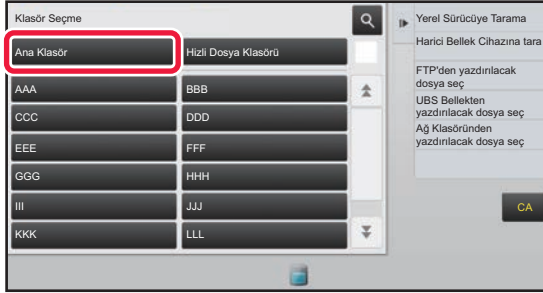 Klasör Seçme
Ana Klasör
Hizli Dosya Klasörü
AAA
BBB
CCC
DDD
EEE
FFF
GGG
HHH
III
JJJ
KKK
LLL
Yerel Sürücüye Tarama
Harici Bellek Cihazına tara
FTP'den yazdırılacak
dosya seç
UBS Bellekten
yazdırılacak dosya seç
Ağ Klasöründen
yazdırılacak dosya seç
CA